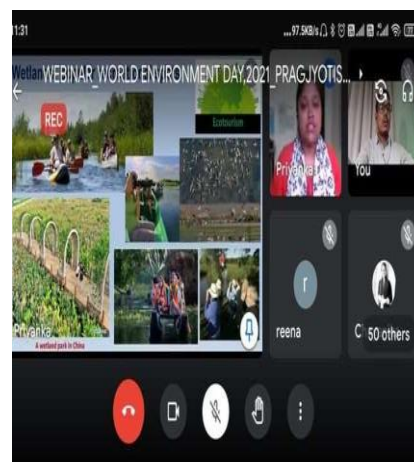 11:31
...97.5KB/s
WEBINAR_WORLD ENVIRONMENT DAY,2021_PRAGJYOTIS...
Wetlan
REC
Ecotourism
Priyanka
You
Priyanka
A wetland park in China
reena
C 50 others